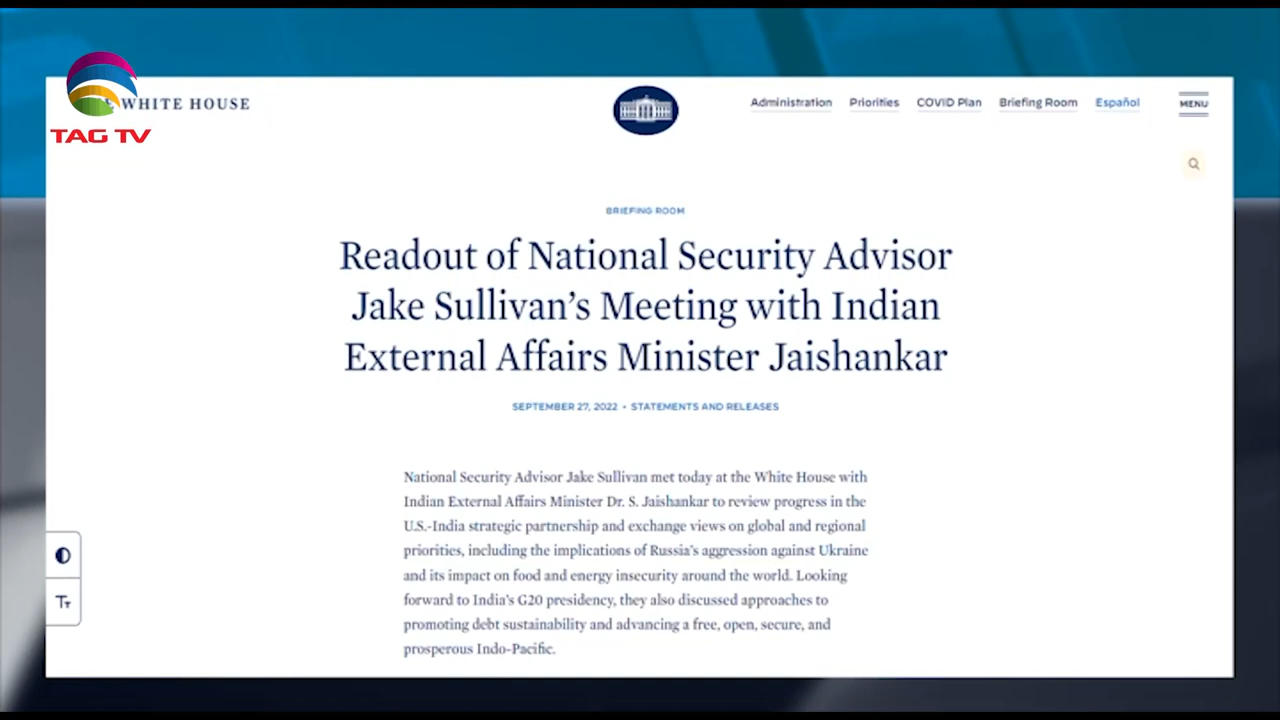 WHITE HOUSE
TAG TV
Administration
Priorities
COVID Plan
Briefing Room
Español
MENU
BRIEFING ROOM
Readout of National Security Advisor
Jake Sullivan’s Meeting with Indian
External Affairs Minister Jaishankar
SEPTEMBER 27, 2022 • STATEMENTS AND RELEASES
National Security Advisor Jake Sullivan met today at the White House with
Indian External Affairs Minister Dr. S. Jaishankar to review progress in the
U.S.-India strategic partnership and exchange views on global and regional
priorities, including the implications of Russia’s aggression against Ukraine
and its impact on food and energy insecurity around the world. Looking
forward to India’s G20 presidency, they also discussed approaches to
promoting debt sustainability and advancing a free, open, secure, and
prosperous Indo-Pacific.
TT